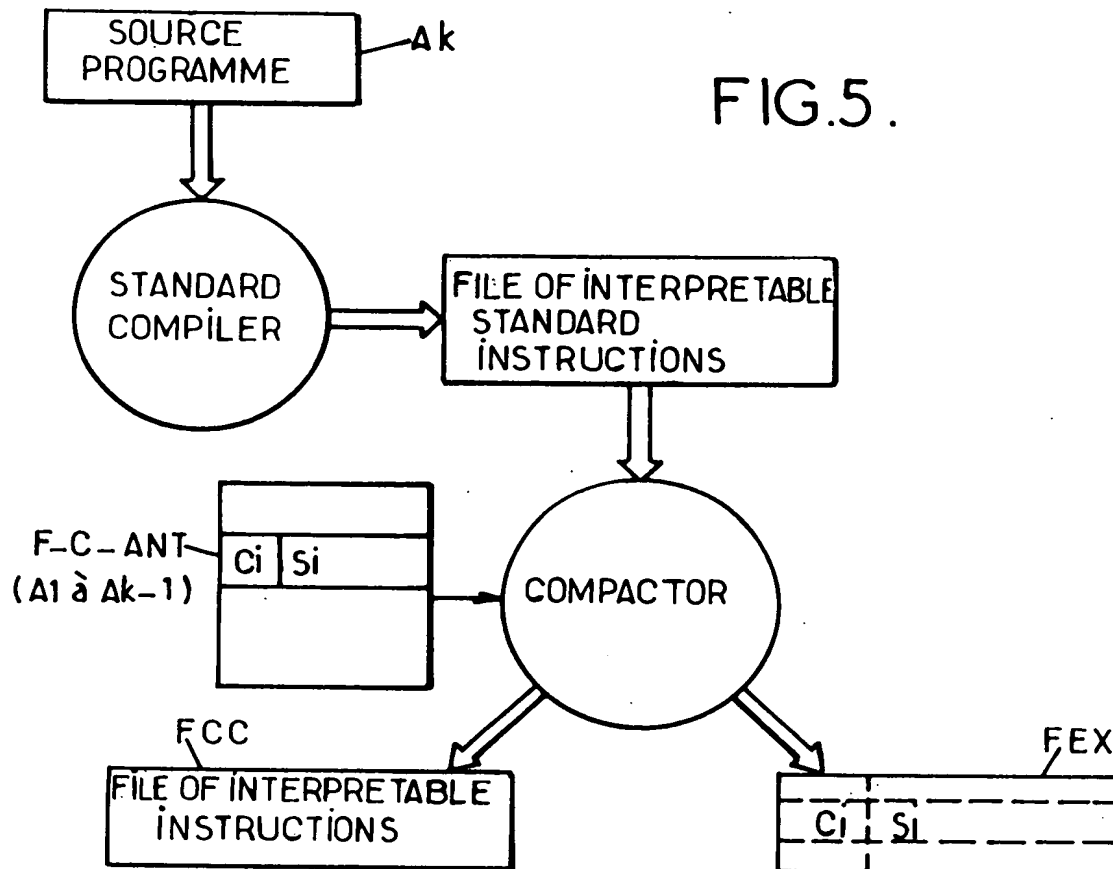 SOURCE
PROGRAMME
Ak
FIG.5.
STANDARD
COMPILER
FILE OF INTERPRETABLE
STANDARD
INSTRUCTIONS
F-C-ANT
(A1 à Ak-1)
Ci Si
COMPACTOR
FCC
FILE OF INTERPRETABLE
INSTRUCTIONS
FEX
Ci Si